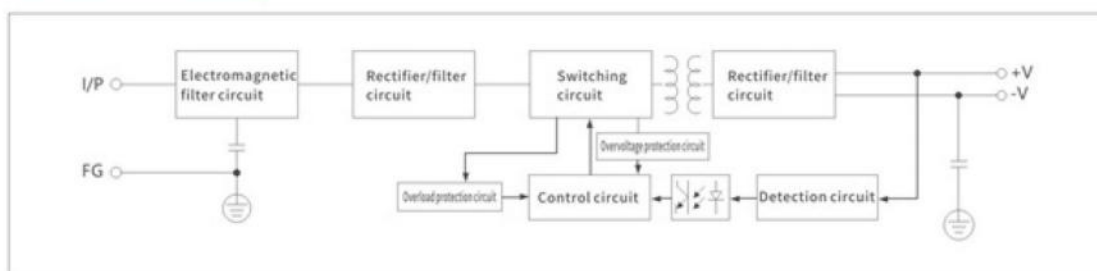 I/P
Electromagnetic
filter circuit
Rectifier/filter
circuit
Switching
circuit
Rectifier/filter
circuit
+V
-V
Overvoltage protection circuit
FG
Overload protection circuit
Control circuit
Detection circuit